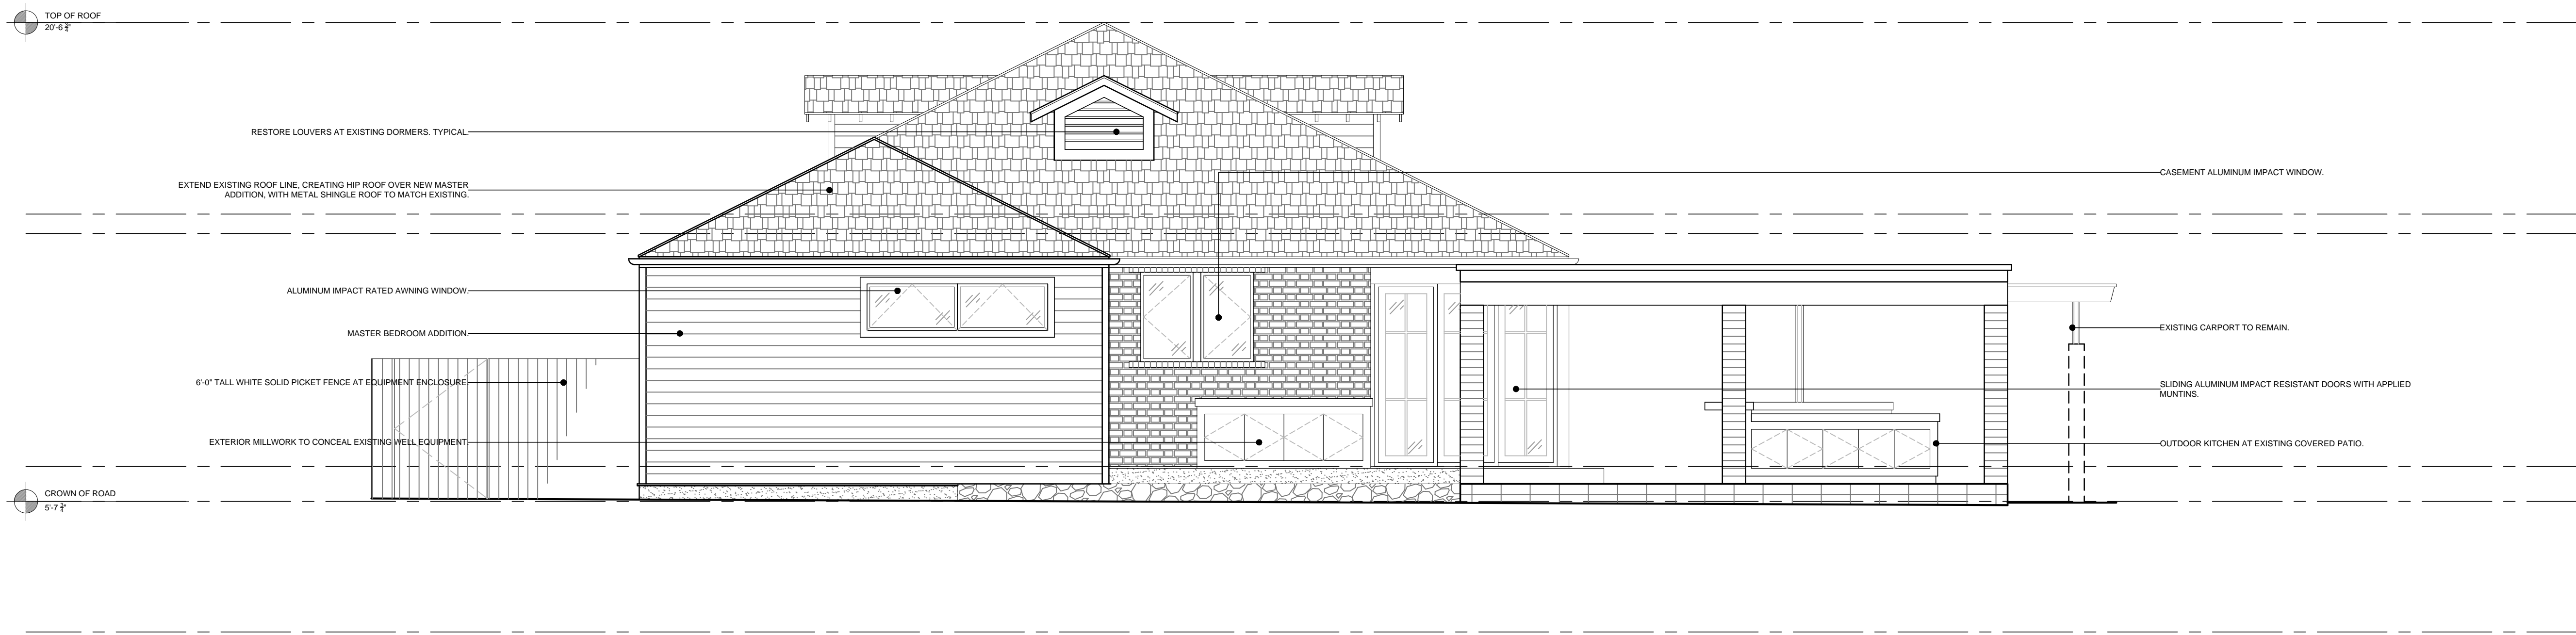 TOP OF ROOF
20'-6 3/4"
RESTORE LOUVERS AT EXISTING DORMERS. TYPICAL.
EXTEND EXISTING ROOF LINE, CREATING HIP ROOF OVER NEW MASTER
ADDITION, WITH METAL SHINGLE ROOF TO MATCH EXISTING.
CASEMENT ALUMINUM IMPACT WINDOW.
ALUMINUM IMPACT RATED AWNING WINDOW.
MASTER BEDROOM ADDITION.
EXISTING CARPORT TO REMAIN.
6'-0" TALL WHITE SOLID PICKET FENCE AT EQUIPMENT ENCLOSURE.
SLIDING ALUMINUM IMPACT RESISTANT DOORS WITH APPLIED
MUNTINS.
EXTERIOR MILLWORK TO CONCEAL EXISTING WELL EQUIPMENT.
OUTDOOR KITCHEN AT EXISTING COVERED PATIO.
CROWN OF ROAD
5'-7 3/4"